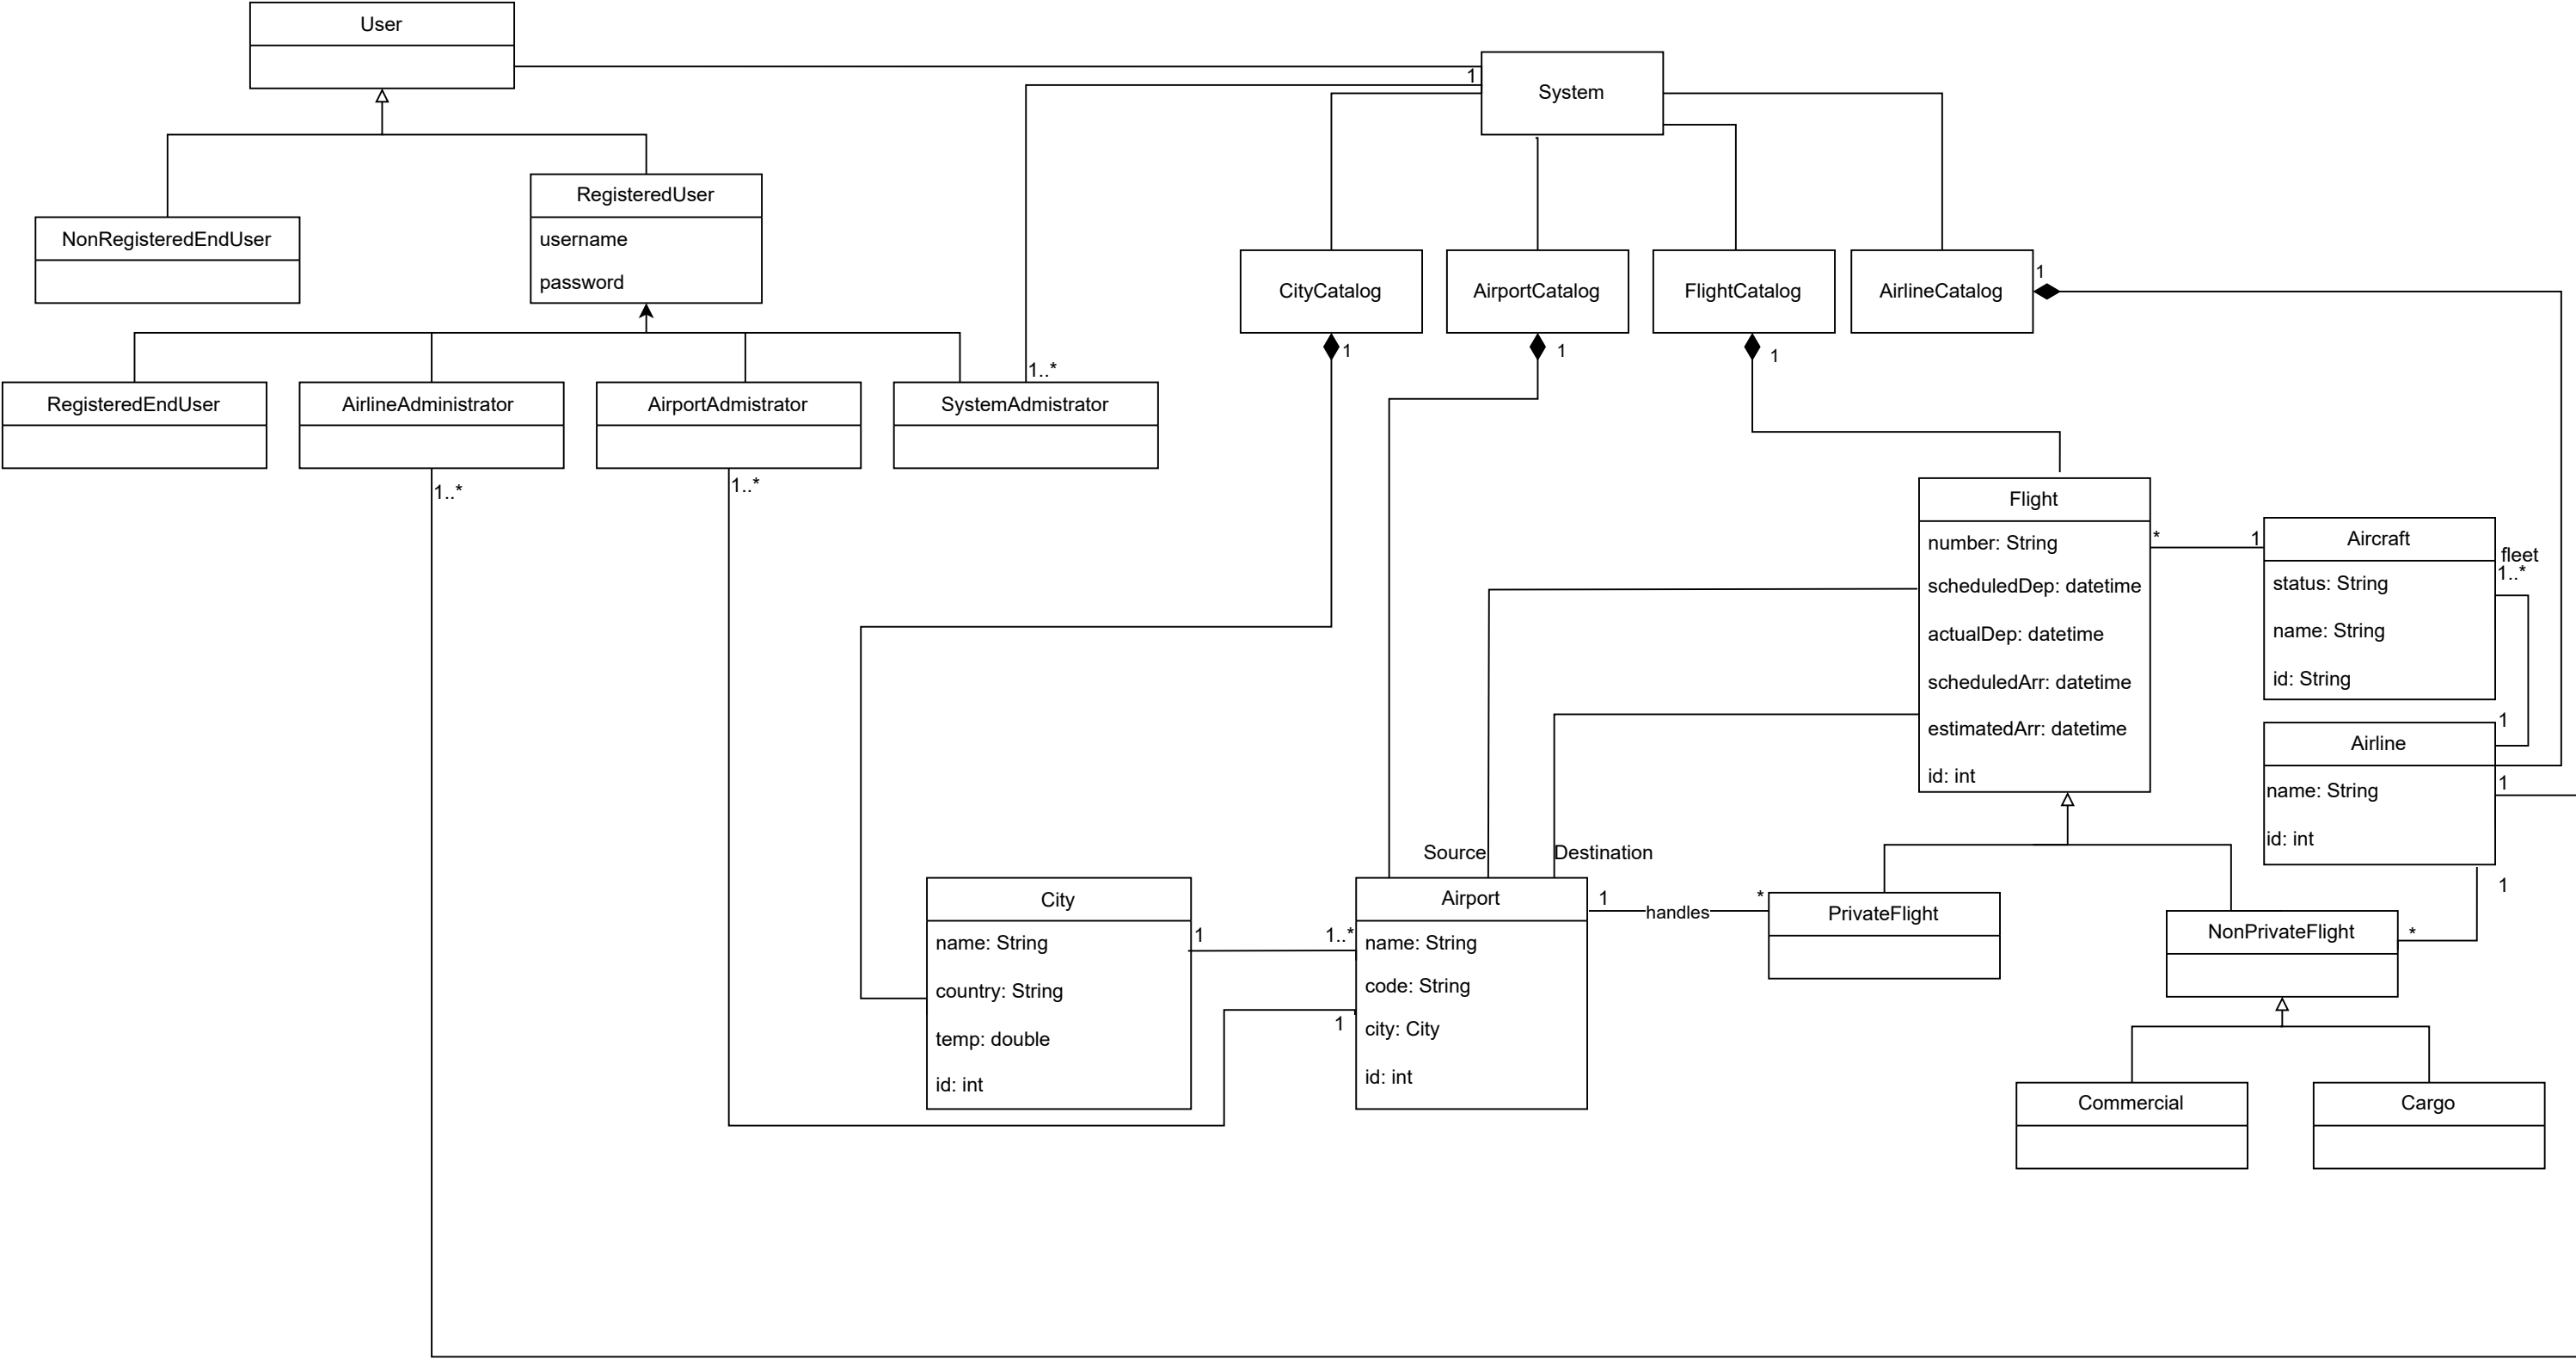 User
System
1
RegisteredUser
username
password
NonRegisteredEndUser
CityCatalog
AirportCatalog
FlightCatalog
AirlineCatalog
1
1
1
1
1..*
RegisteredEndUser
AirlineAdministrator
AirportAdmistrator
SystemAdmistrator
1..*
1..*
Flight
number: String
scheduledDep: datetime
actualDep: datetime
scheduledArr: datetime
estimatedArr: datetime
id: int
*
1
Aircraft
status: String
name: String
id: String
fleet
1..*
1
Airline
name: String
id: int
1
1
Source
Destination
City
name: String
country: String
temp: double
id: int
1
1..*
1
Airport
name: String
code: String
city: City
id: int
1
handles
*
PrivateFlight
NonPrivateFlight
*
Commercial
Cargo